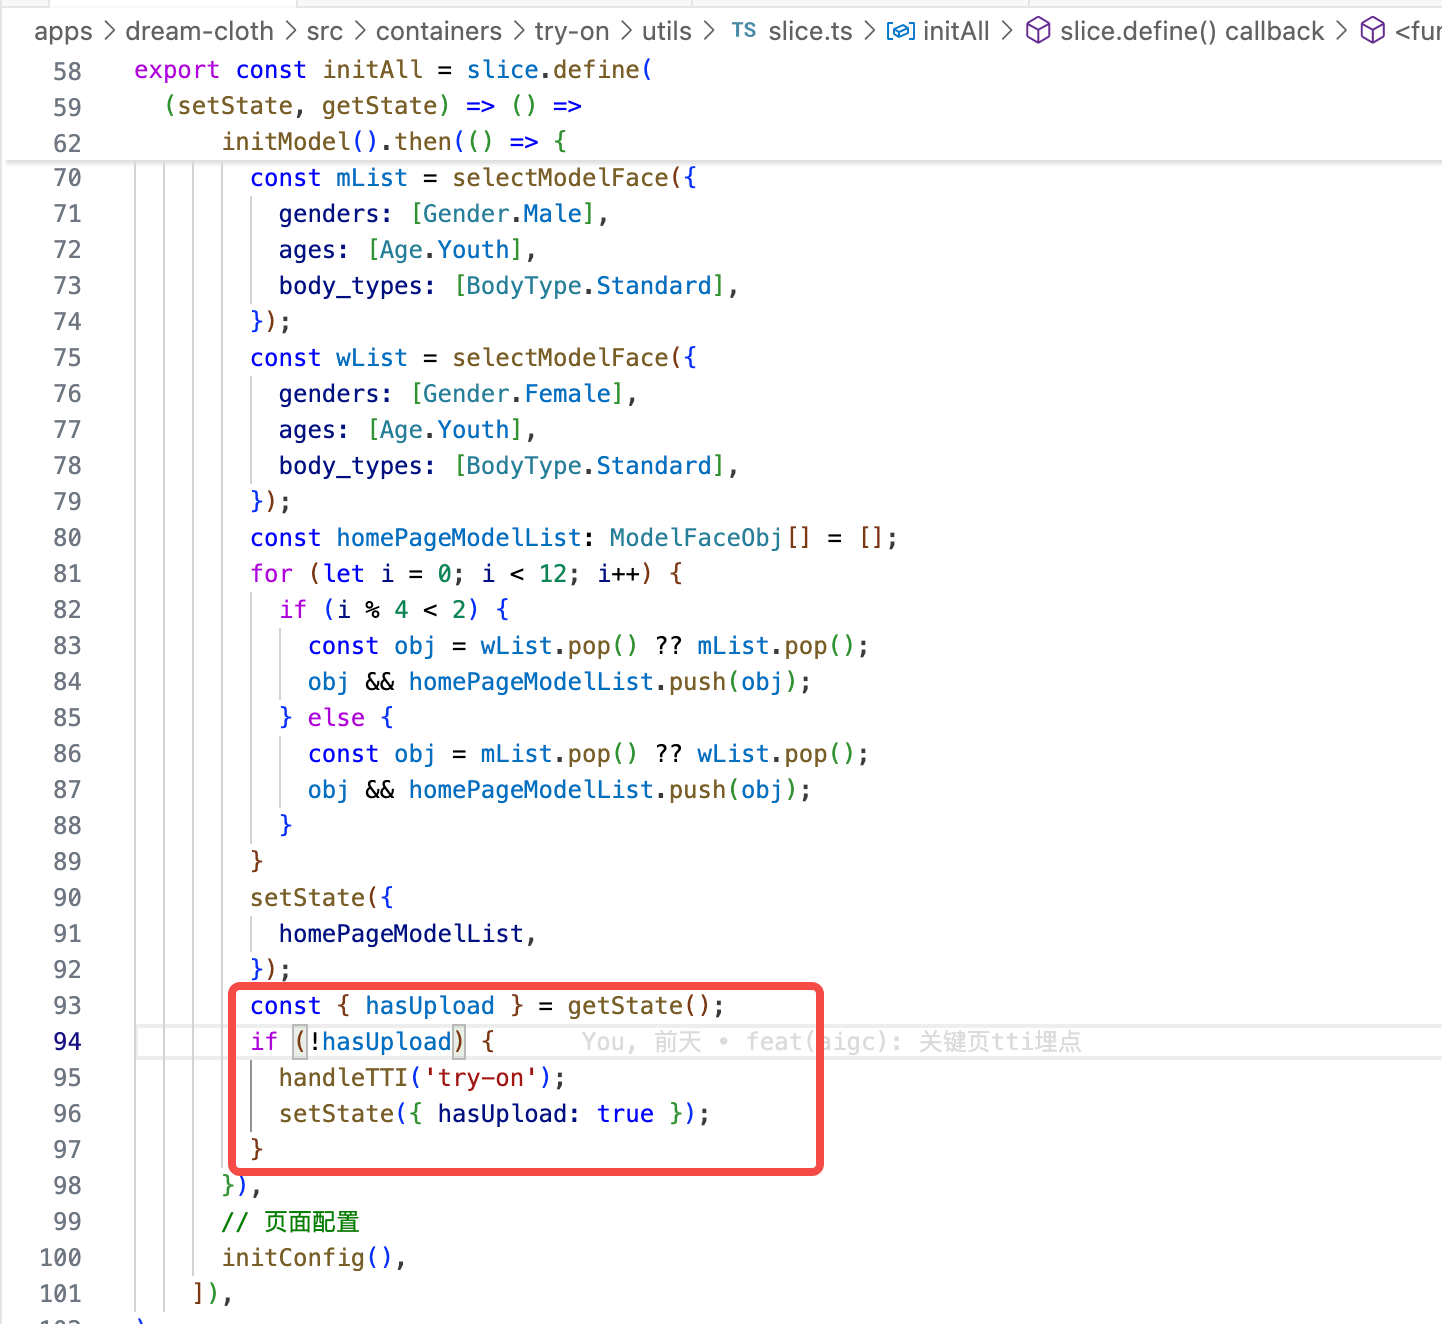 apps > dream-cloth > src > containers > try-on > utils > TS slice.ts > initAll > slice.define() callback > <fur
58 export const initAll = slice.define(
59 (setState, getState) => () =>
62 initModel().then(() => {
70 const mList = selectModelFace({
71 genders: [Gender.Male],
72 ages: [Age.Youth],
73 body_types: [BodyType.Standard],
74 });
75 const wList = selectModelFace({
76 genders: [Gender.Female],
77 ages: [Age.Youth],
78 body_types: [BodyType.Standard],
79 });
80 const homePageModelList: ModelFaceObj[] = [];
81 for (let i = 0; i < 12; i++) {
82 if (i % 4 < 2) {
83 const obj = wList.pop() ?? mList.pop();
84 obj && homePageModelList.push(obj);
85 } else {
86 const obj = mList.pop() ?? wList.pop();
87 obj && homePageModelList.push(obj);
88 }
89 }
90 setState({
91 homePageModelList,
92 });
93 const { hasUpload } = getState();
94 if (!hasUpload) { You, 前天 • feat(aigc): 关键页tti埋点
95 handleTTI('try-on');
96 setState({ hasUpload: true });
97 }
98 }),
99 // 页面配置
100 initConfig(),
101 ]),